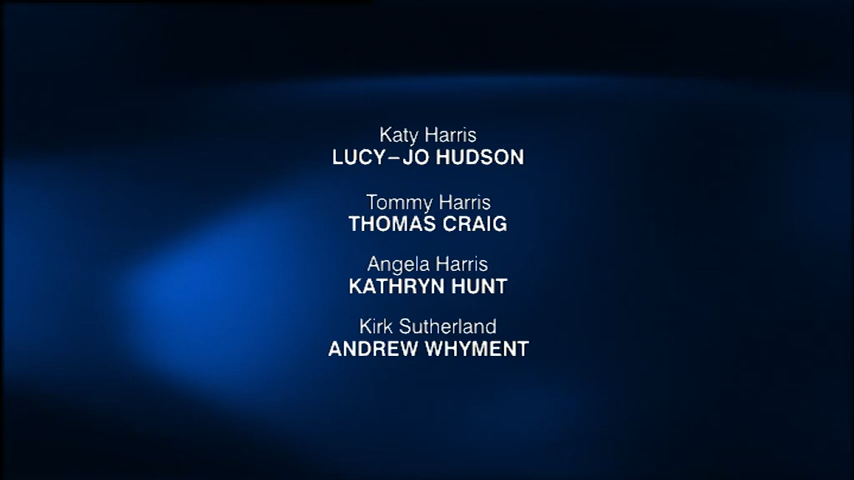 Katy Harris
LUCY–JO HUDSON
Tommy Harris
THOMAS CRAIG
Angela Harris
KATHRYN HUNT
Kirk Sutherland
ANDREW WHYMENT